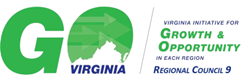 GO
VIRGINIA
VIRGINIA INITIATIVE FOR
GROWTH &
OPPORTUNITY
IN EACH REGION
REGIONAL COUNCIL 9